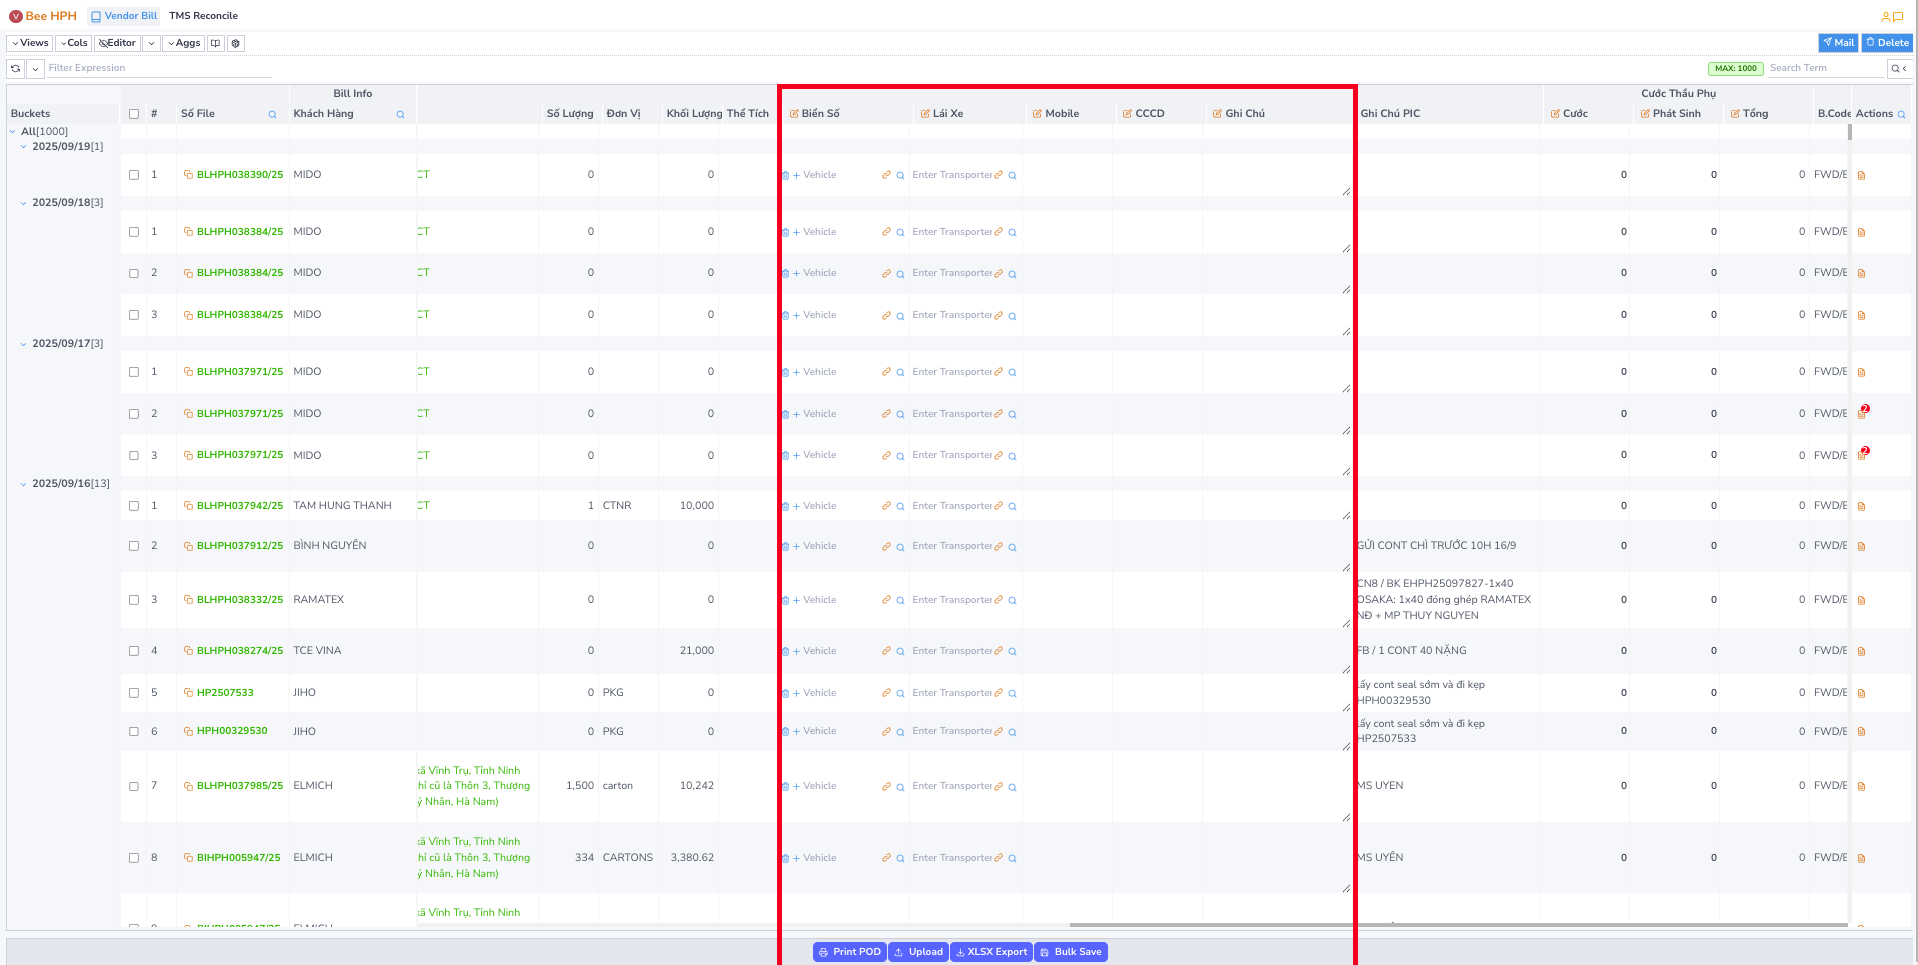 V Bee HPH Vendor Bill TMS Reconcile
Views Cols Editor Aggs Mail Delete
Filter Expression MAX: 1000 Search Term
Bill Info Cước Thầu Phụ
Buckets # Số File Khách Hàng Số Lượng Đơn Vị Khối Lượng Thể Tích Biển Số Lái Xe Mobile CCCD Ghi Chú Ghi Chú PIC Cước Phát Sinh Tổng B.Code Actions
All[1000]
2025/09/19[1]
1 BLHPH038390/25 MIDO CT 0 0 + Vehicle Enter Transporter 0 0 0 FWD/E
2025/09/18[3]
1 BLHPH038384/25 MIDO CT 0 0 + Vehicle Enter Transporter 0 0 0 FWD/E
2 BLHPH038384/25 MIDO CT 0 0 + Vehicle Enter Transporter 0 0 0 FWD/E
3 BLHPH038384/25 MIDO CT 0 0 + Vehicle Enter Transporter 0 0 0 FWD/E
2025/09/17[3]
1 BLHPH037971/25 MIDO CT 0 0 + Vehicle Enter Transporter 0 0 0 FWD/E
2 BLHPH037971/25 MIDO CT 0 0 + Vehicle Enter Transporter 0 0 0 FWD/E 2
3 BLHPH037971/25 MIDO CT 0 0 + Vehicle Enter Transporter 0 0 0 FWD/E 2
2025/09/16[13]
1 BLHPH037942/25 TAM HUNG THANH CT 1 CTNR 10,000 + Vehicle Enter Transporter 0 0 0 FWD/E
2 BLHPH037912/25 BÌNH NGUYÊN 0 0 + Vehicle Enter Transporter GỬI CONT CHÌ TRƯỚC 10H 16/9 0 0 0 FWD/E
3 BLHPH038332/25 RAMATEX 0 0 + Vehicle Enter Transporter CN8 / BK EHPH25097827-1x40
OSAKA: 1x40 đóng ghép RAMATEX
NĐ + MP THUY NGUYEN 0 0 0 FWD/E
4 BLHPH038274/25 TCE VINA 0 21,000 + Vehicle Enter Transporter FB / 1 CONT 40 NẶNG 0 0 0 FWD/E
5 HP2507533 JIHO 0 PKG 0 + Vehicle Enter Transporter lấy cont seal sớm và đi kẹp
HPH00329530 0 0 0 FWD/E
6 HPH00329530 JIHO 0 PKG 0 + Vehicle Enter Transporter lấy cont seal sớm và đi kẹp
HP2507533 0 0 0 FWD/E
7 BLHPH037985/25 ELMICH xã Vĩnh Trụ, Tỉnh Ninh
hỉ cũ là Thôn 3, Thượng
ý Nhân, Hà Nam) 1,500 carton 10,242 + Vehicle Enter Transporter MS UYEN 0 0 0 FWD/E
8 BIHPH005947/25 ELMICH xã Vĩnh Trụ, Tỉnh Ninh
hỉ cũ là Thôn 3, Thượng
ý Nhân, Hà Nam) 334 CARTONS 3,380.62 + Vehicle Enter Transporter MS UYÊN 0 0 0 FWD/E
xã Vĩnh Trụ, Tỉnh Ninh
Print POD Upload XLSX Export Bulk Save